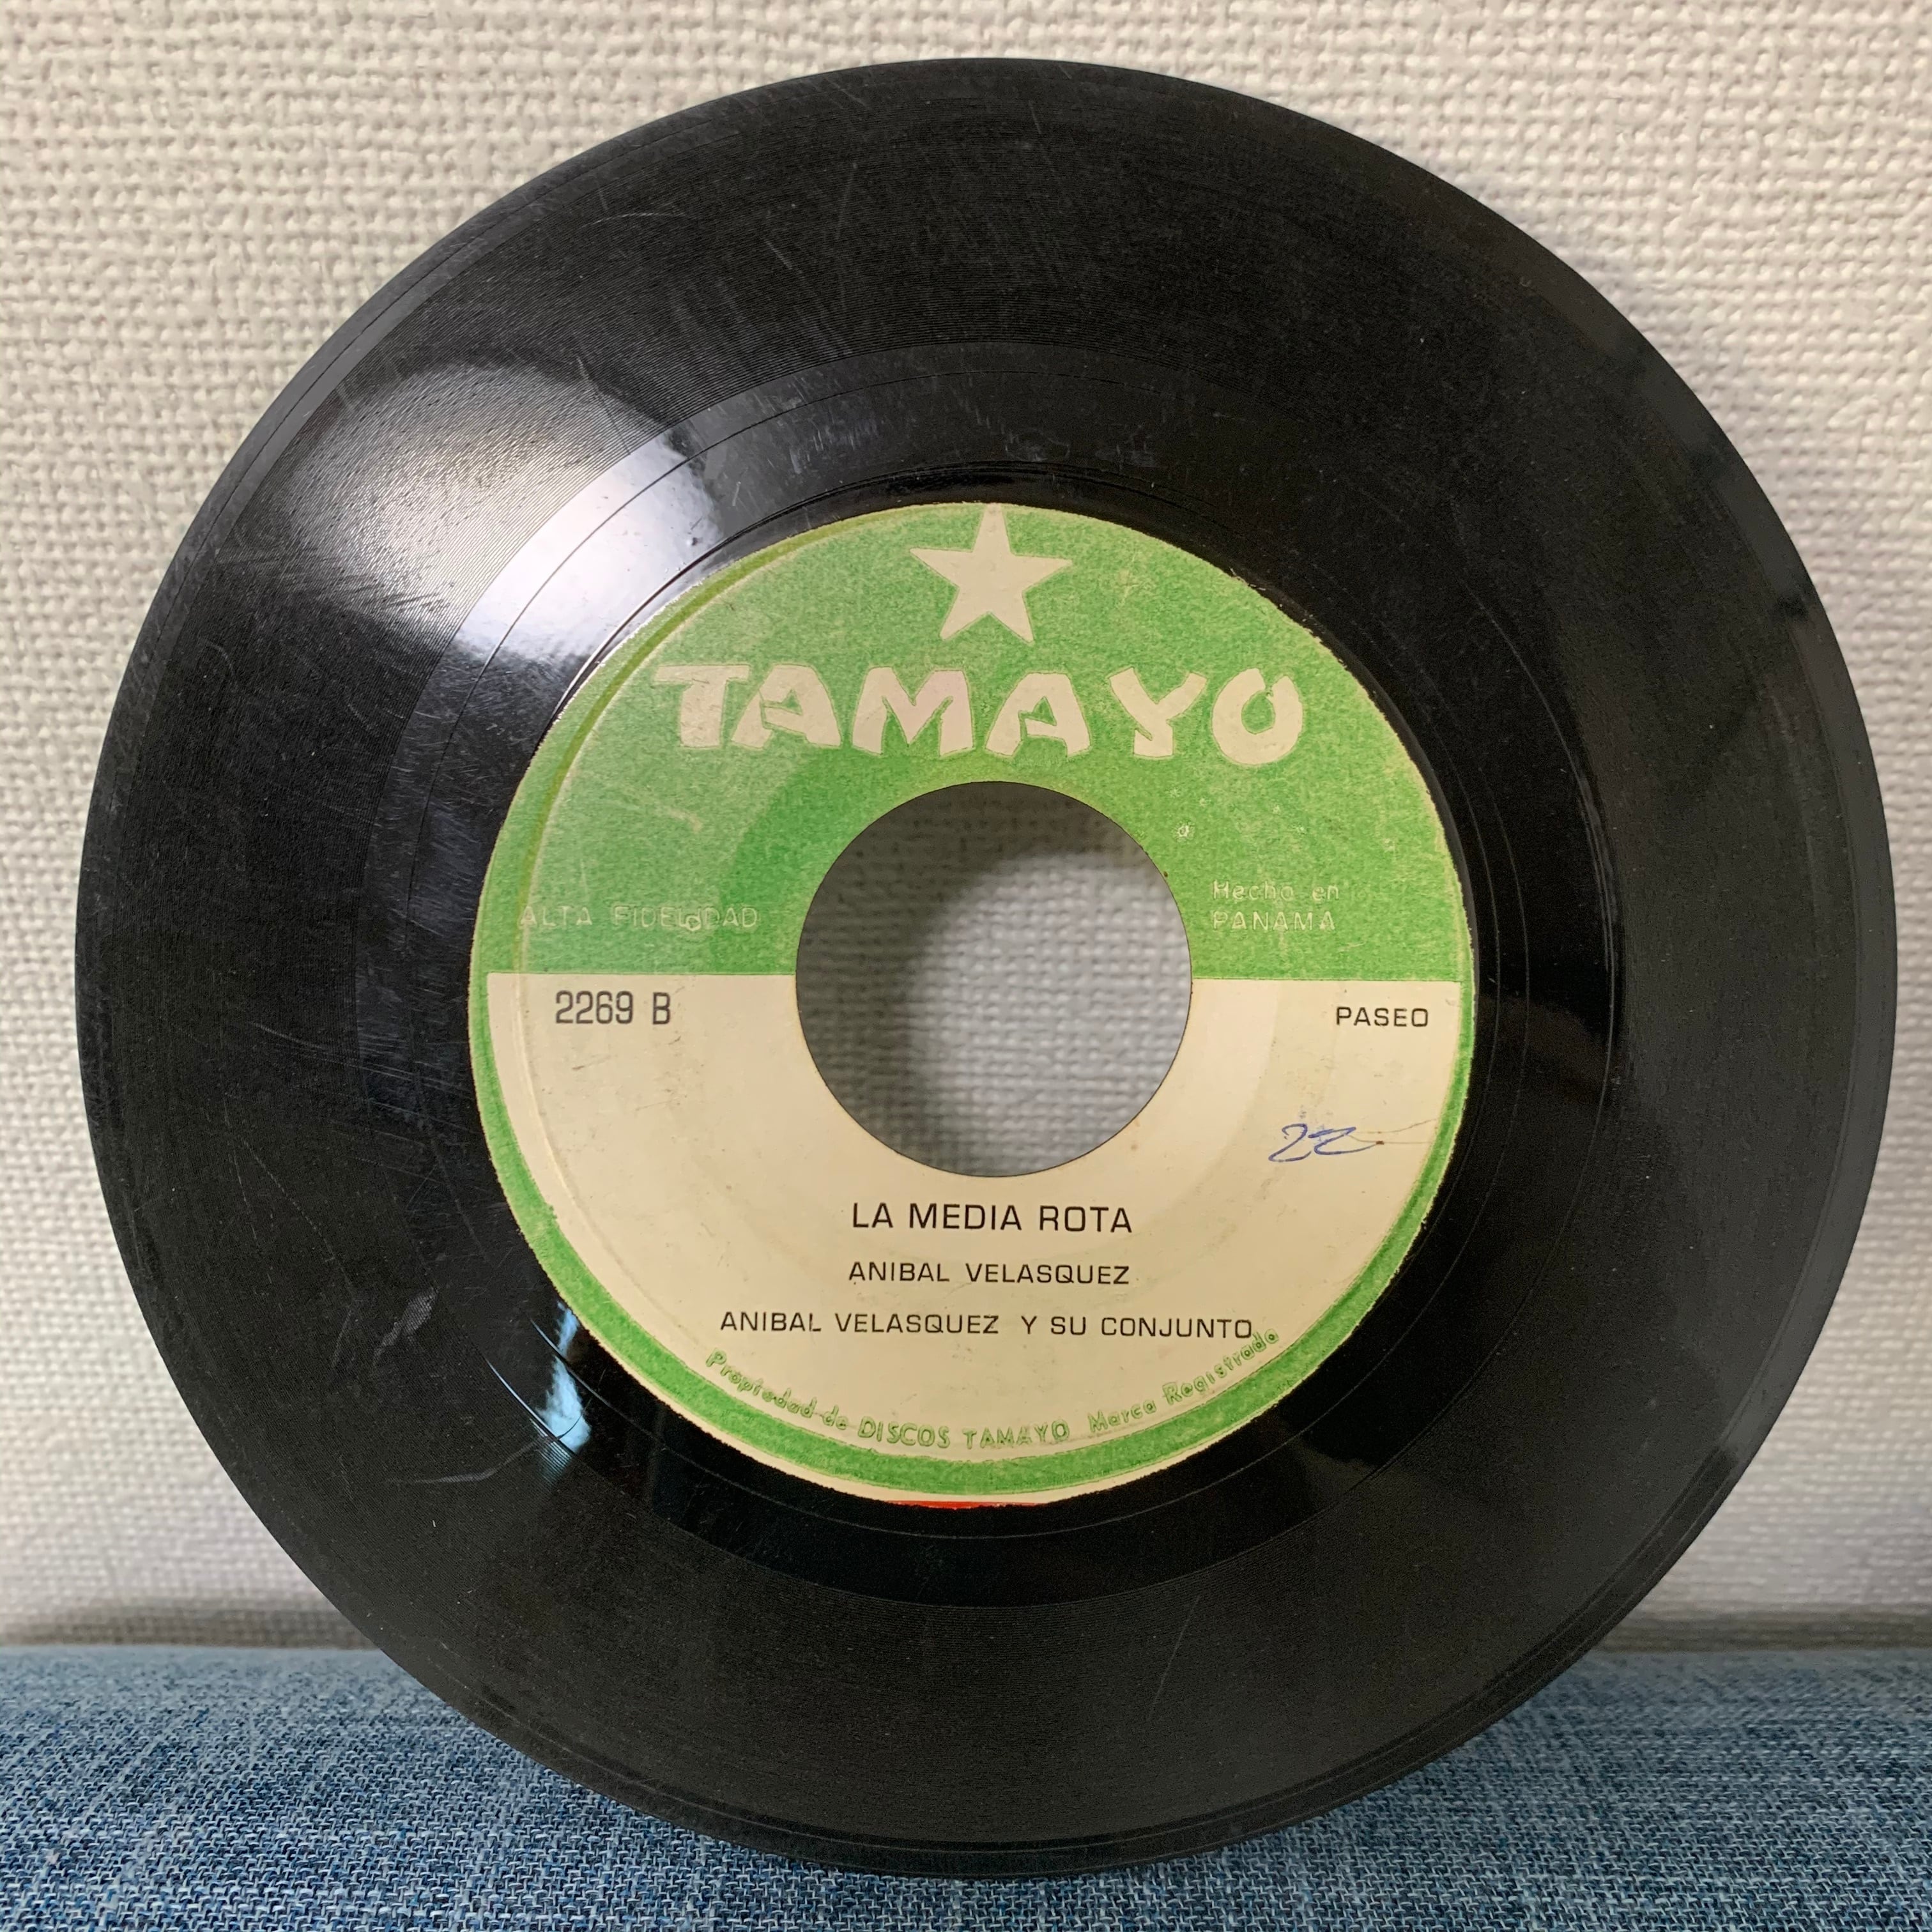 TAMAYO
ALTA FIDELIDAD
Hecho en
PANAMA
2269 B
PASEO
22
LA MEDIA ROTA
ANIBAL VELASQUEZ
ANIBAL VELASQUEZ Y SU CONJUNTO
Propiedad de DISCOS TAMAYO Marca Registrada